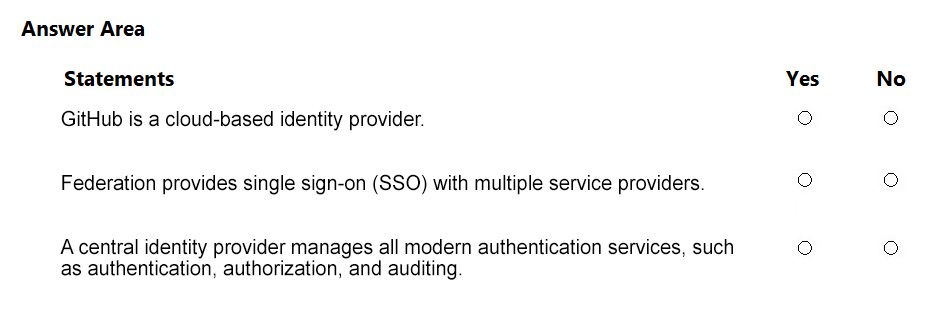 Answer Area
Statements Yes No
GitHub is a cloud-based identity provider.
Federation provides single sign-on (SSO) with multiple service providers.
A central identity provider manages all modern authentication services, such
as authentication, authorization, and auditing.